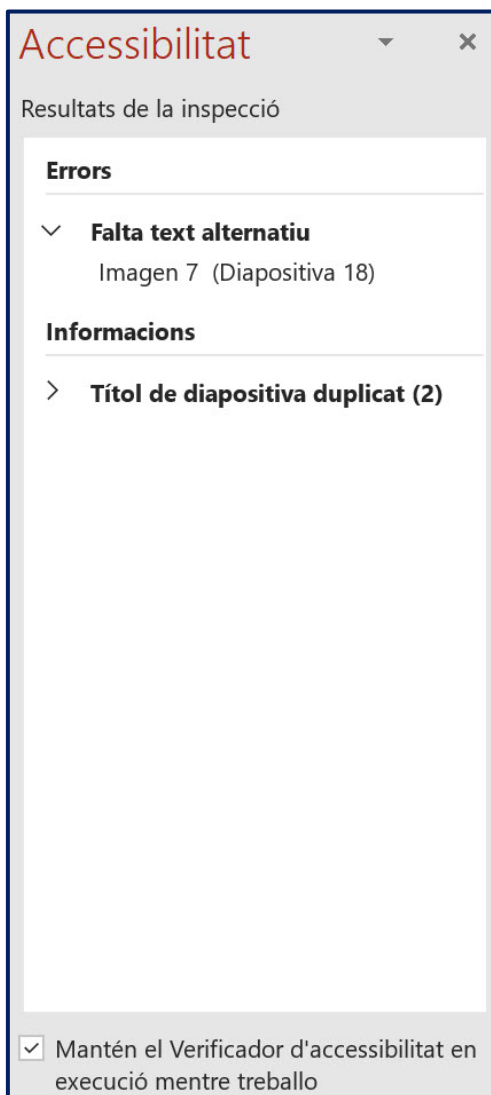 Accessibilitat
Resultats de la inspecció
Errors
Falta text alternatiu
Imagen 7 (Diapositiva 18)
Informacions
Títol de diapositiva duplicat (2)
Mantén el Verificador d'accessibilitat en
execució mentre treballo